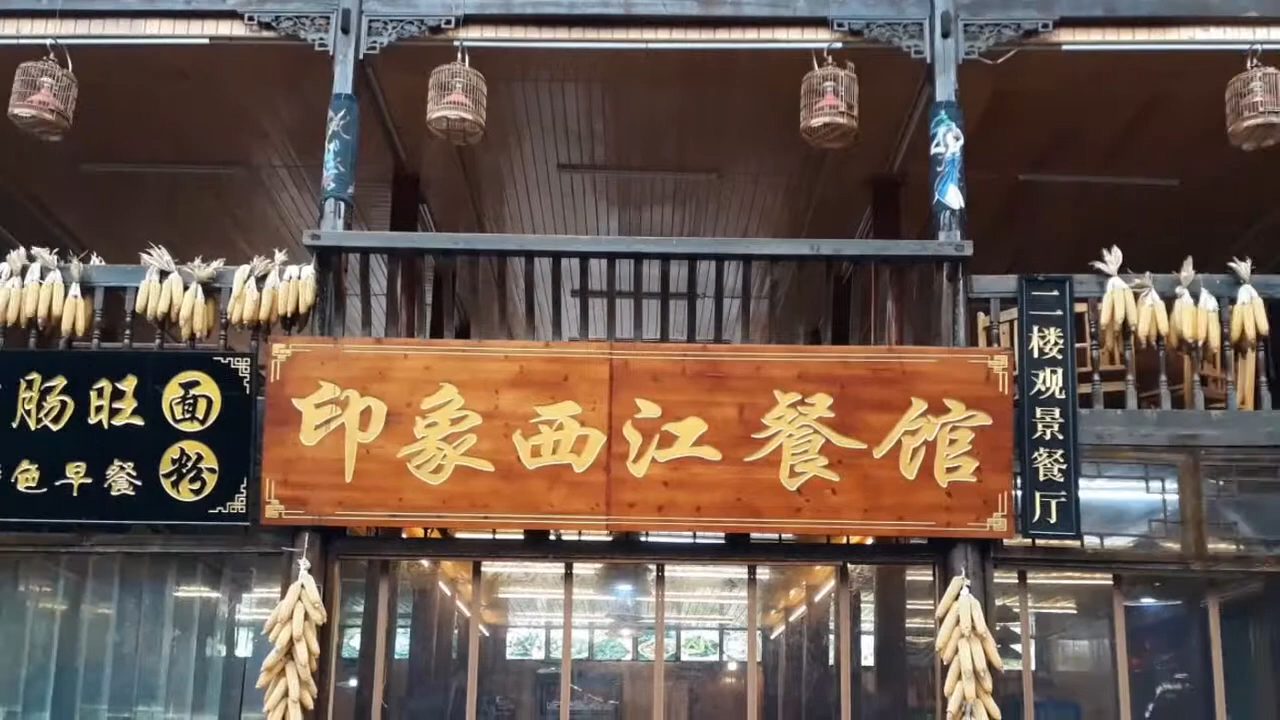 肠旺面
色早餐粉
印象西江餐馆
二楼观景餐厅